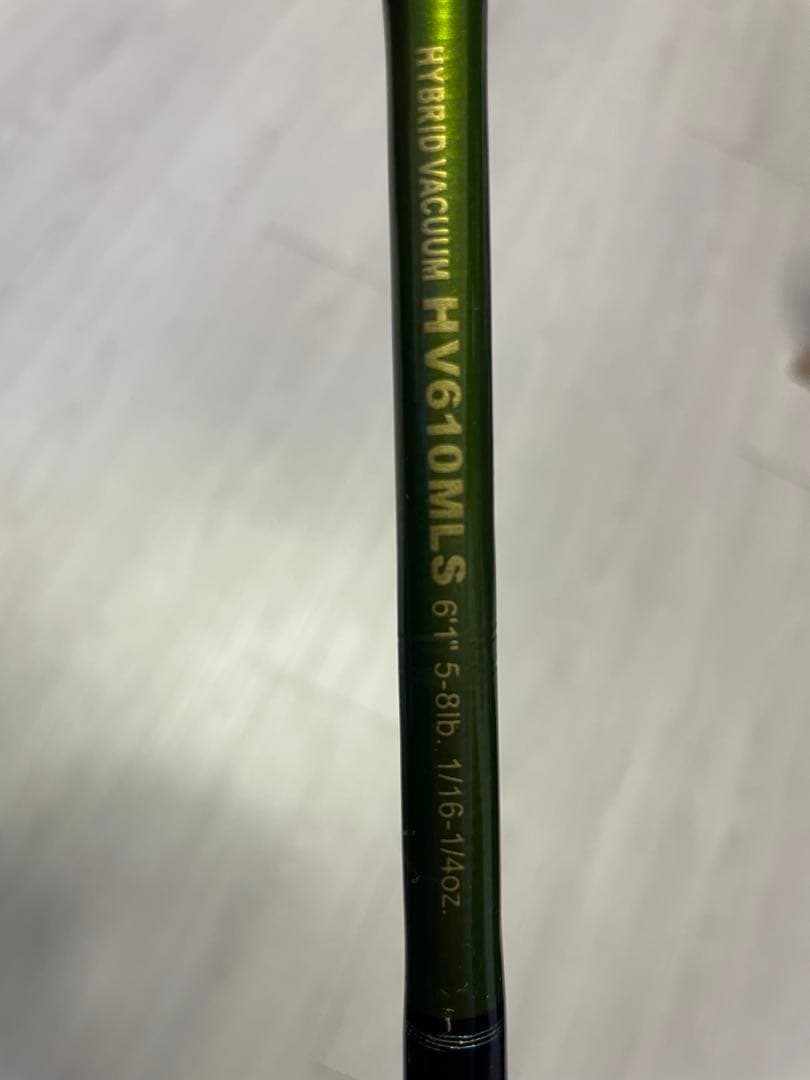 HYBRID VACUUM HV610MLS 6'1" 5-8lb. 1/16-1/4oz.